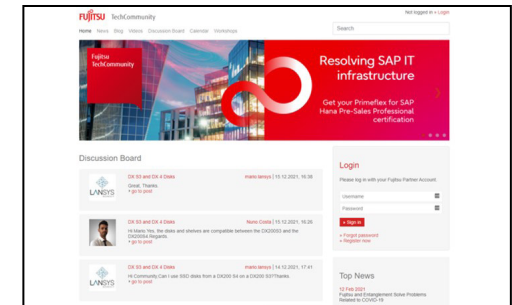 FUJITSU TechCommunity
Not logged in » Login
Home News Blog Videos Discussion Board Calendar Workshops
Search
Fujitsu
TechCommunity
Resolving SAP IT
infrastructure
Get your Primeflex for SAP
Hana Pre-Sales Professional
certification
Discussion Board
DX S3 and DX 4 Disks
mario lansys | 15.12.2021, 16:38
Great, Thanks.
» go to post
LANSYS
DX S3 and DX 4 Disks
Nuno Costa | 15.12.2021, 18:26
Hi Mario,Yes, the disks and shelves are compatible between the DX200S3 and the
DX200S4.Regards,
» go to post
DX S3 and DX 4 Disks
mario lansys | 14.12.2021, 17:41
Hi Community,Can I use SSD disks from a DX200 S4 on a DX200 S3?Thanks.
» go to post
LANSYS
Login
Please log in with your Fujitsu Partner Account.
Username
Password
» Sign in
» Forgot password
» Register now
Top News
12 Feb 2021
Fujitsu and Entanglement Solve Problems
Related to COVID-19